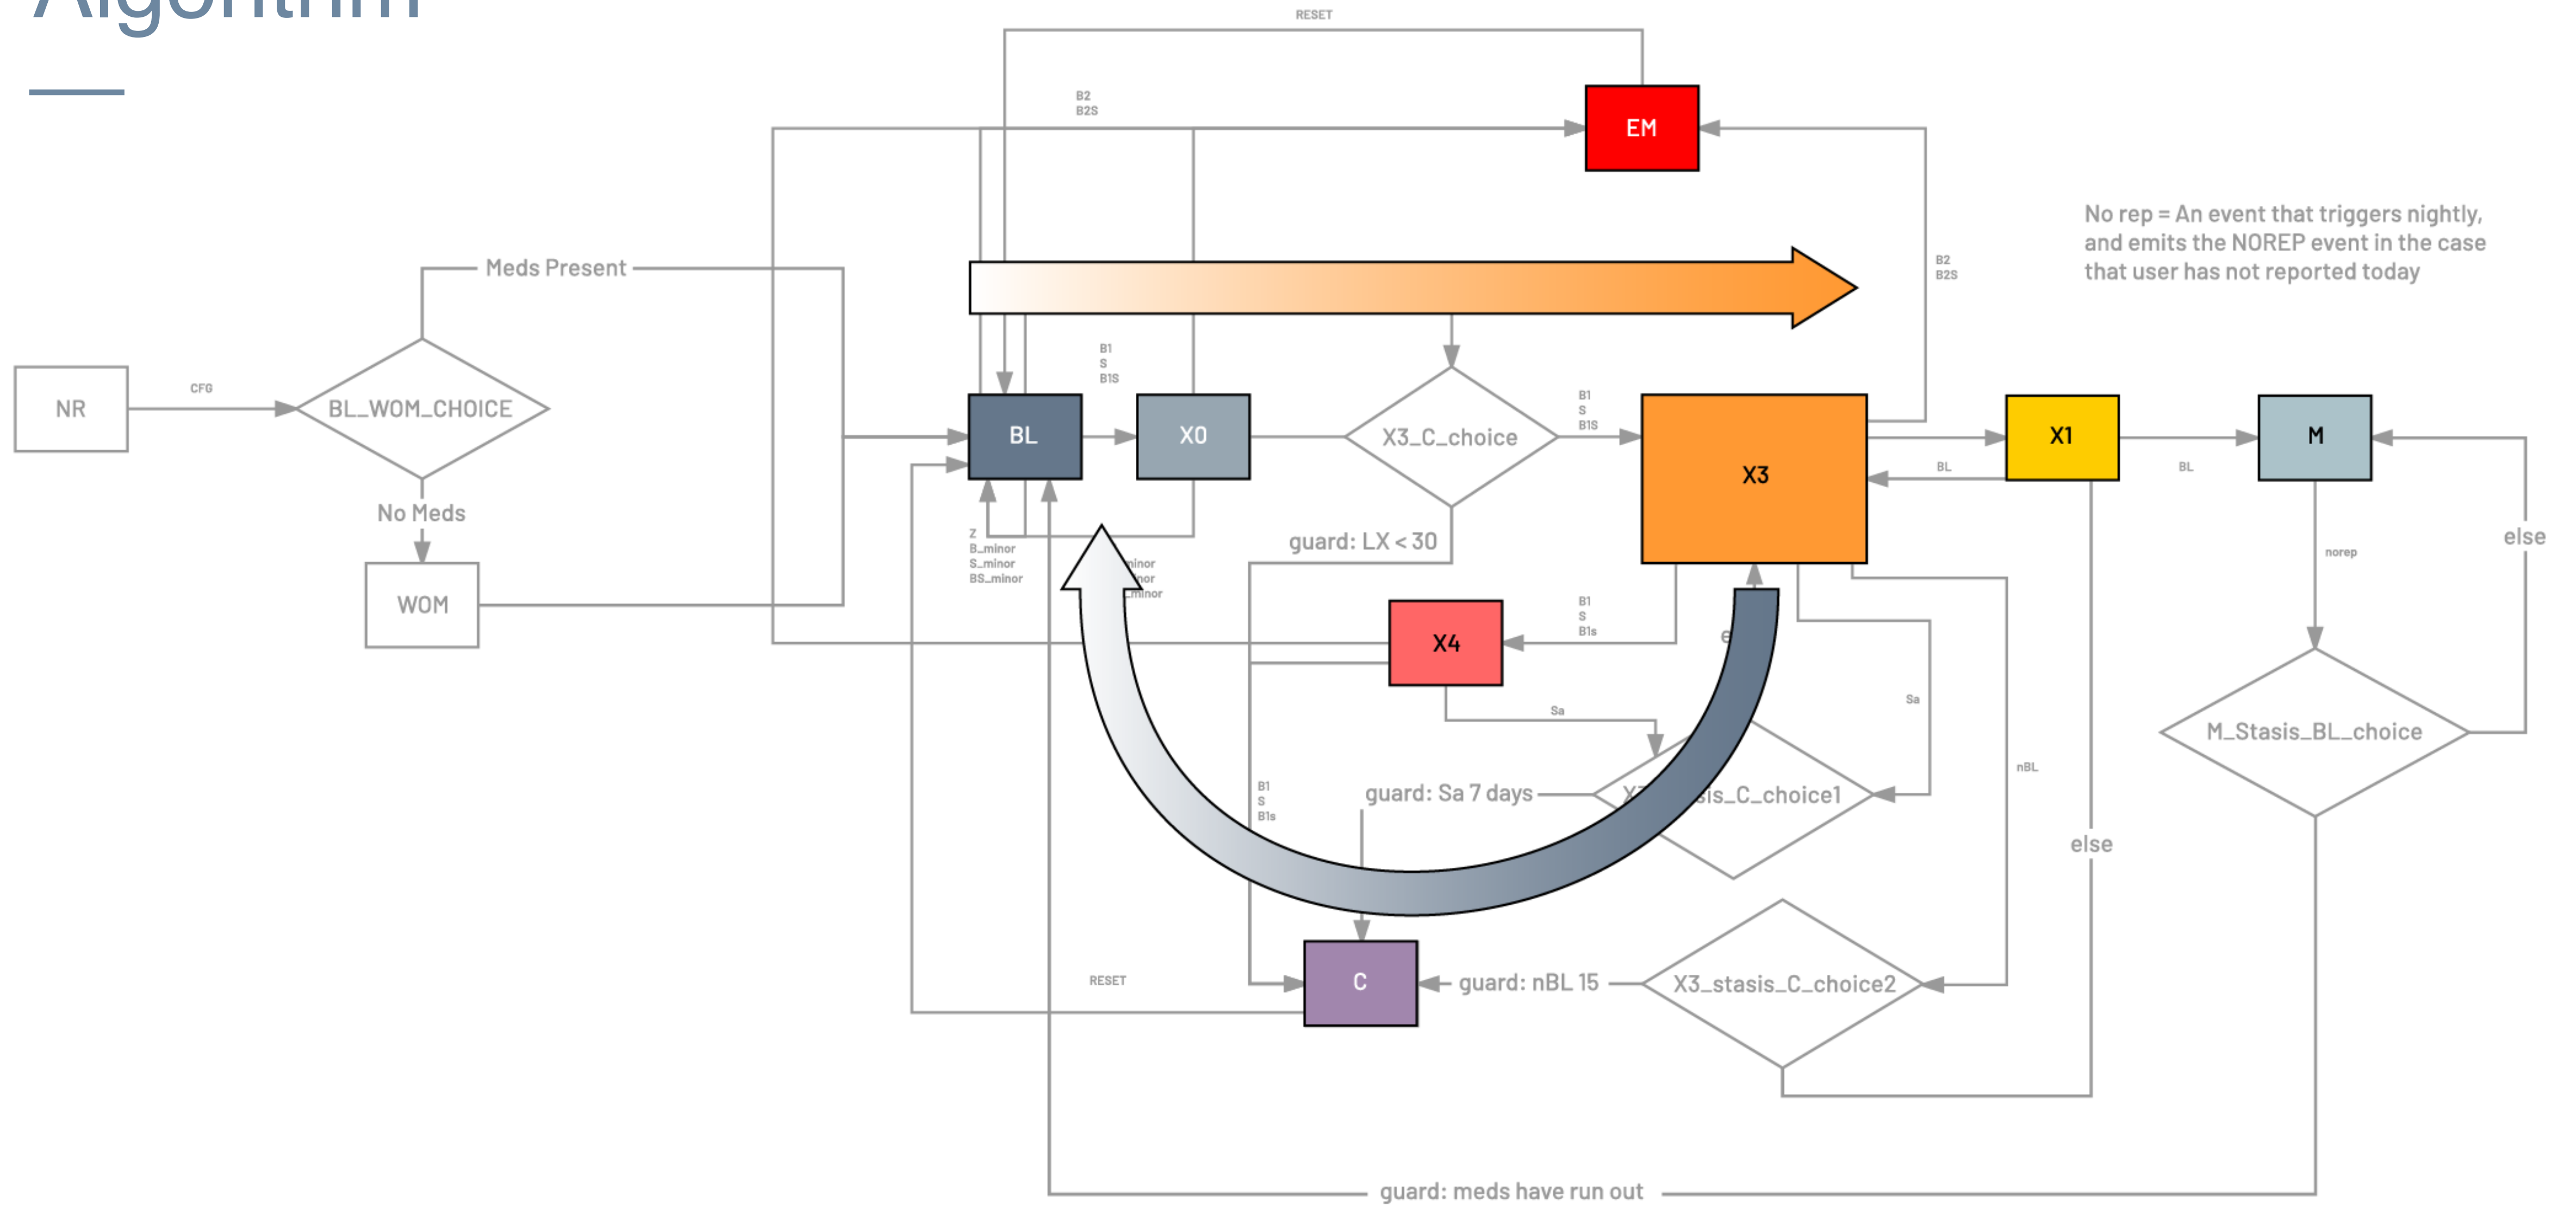 Algorithm
RESET
B2
B2S
EM
No rep = An event that triggers nightly,
and emits the NOREP event in the case
that user has not reported today
Meds Present
B2
B2S
B1
S
B1S
NR
CFG
BL_WOM_CHOICE
BL
X0
X3_C_choice
B1
S
B1S
X3
X1
M
BL
BL
No Meds
guard: LX < 30
Z
B_minor
S_minor
BS_minor
_minor
norep
else
WOM
X4
B1
S
B1s
Sa
Sa
M_Stasis_BL_choice
nBL
guard: Sa 7 days
sis_C_choice1
B1
S
B1s
else
RESET
C
guard: nBL 15
X3_stasis_C_choice2
guard: meds have run out